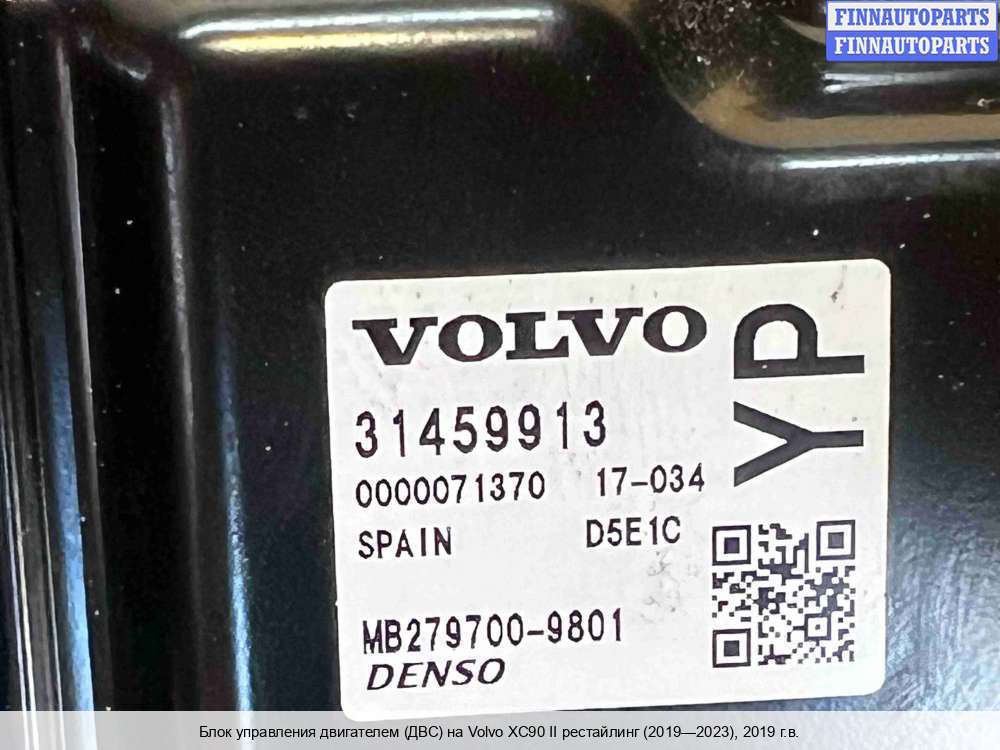 FINNAUTOPARTS
FINNAUTOPARTS
VOLVO
YP
31459913
0000071370 17-034
SPAIN D5E1C
MB279700-9801
DENSO
Блок управления двигателем (ДВС) на Volvo XC90 II рестайлинг (2019—2023), 2019 г.в.